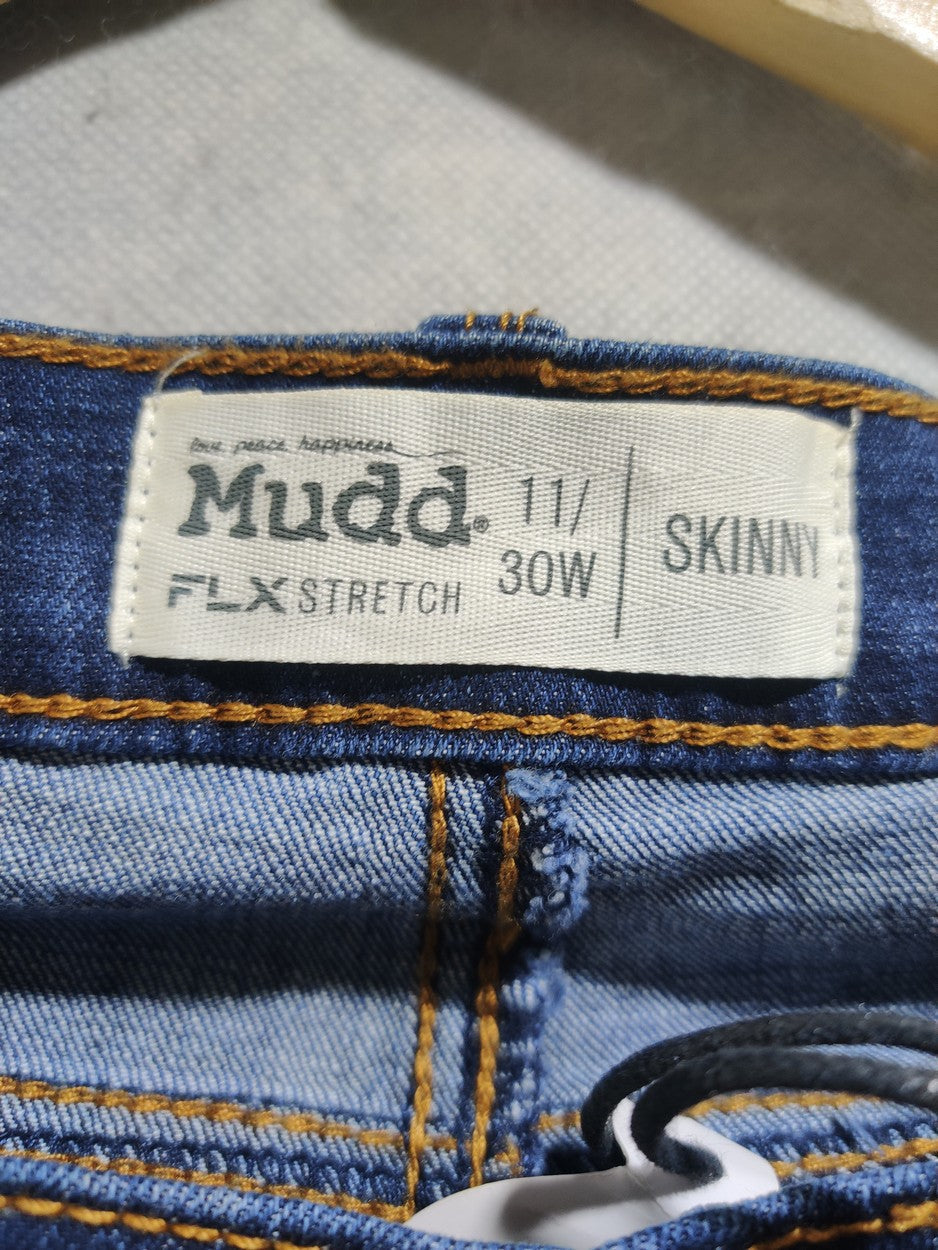 love peace happiness
Mudd®
FLX STRETCH
11/
30W
SKINNY